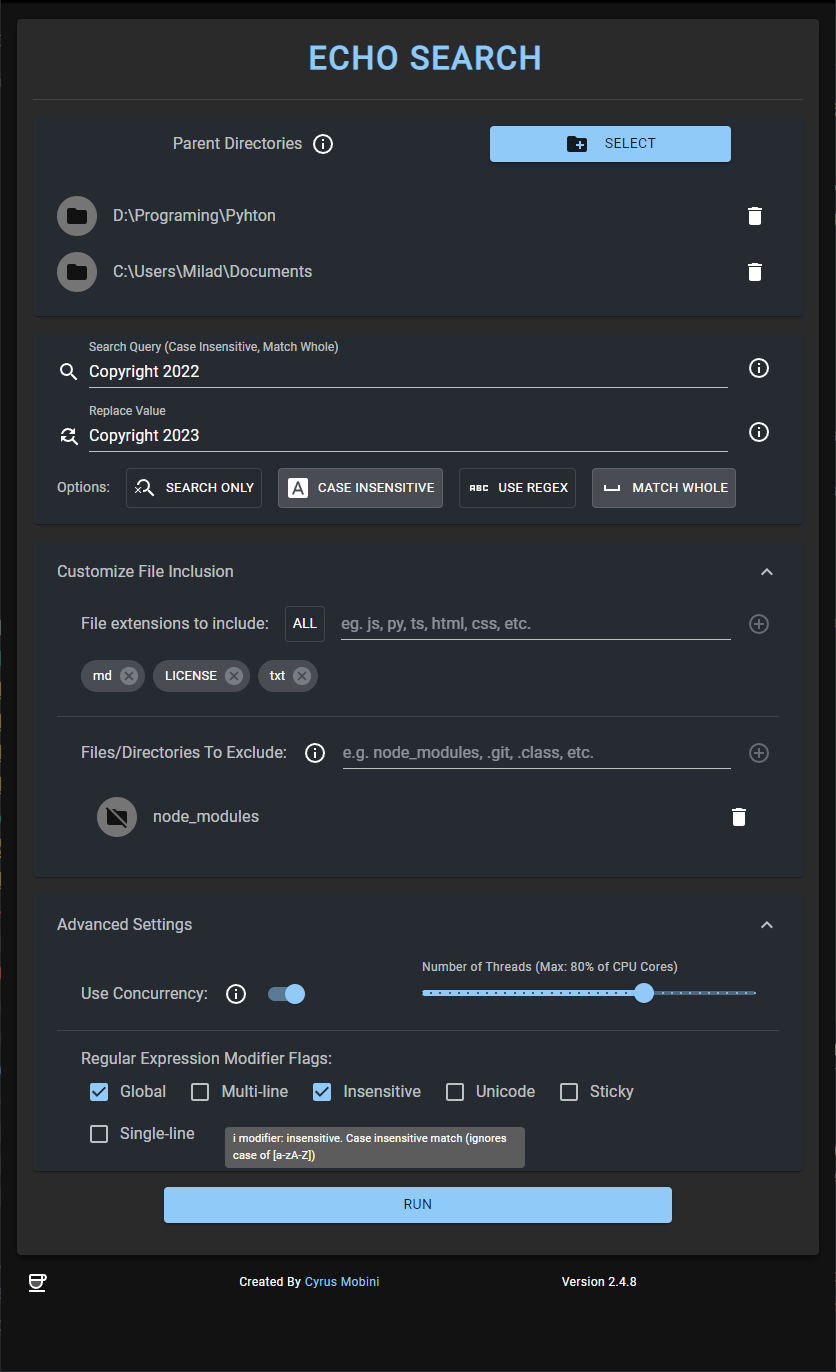 ECHO SEARCH
Parent Directories
SELECT
D:\Programing\Pyhton
C:\Users\Milad\Documents
Search Query (Case Insensitive, Match Whole)
Copyright 2022
Replace Value
Copyright 2023
Options: SEARCH ONLY A CASE INSENSITIVE ABC USE REGEX MATCH WHOLE
Customize File Inclusion
File extensions to include: ALL eg. js, py, ts, html, css, etc.
md LICENSE txt
Files/Directories To Exclude: e.g. node_modules, .git, .class, etc.
node_modules
Advanced Settings
Number of Threads (Max: 80% of CPU Cores)
Use Concurrency:
Regular Expression Modifier Flags:
Global Multi-line Insensitive Unicode Sticky
Single-line
i modifier: insensitive. Case insensitive match (ignores
case of [a-zA-Z])
RUN
Created By Cyrus Mobini Version 2.4.8